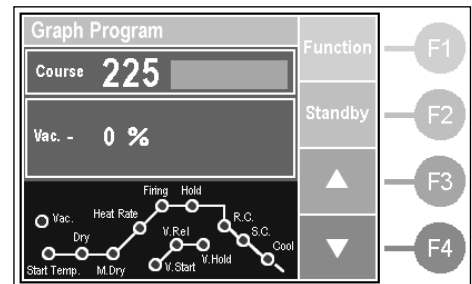 Graph Program
Function
F1
Course 225
Standby
F2
Vac. - 0 %
F3
Firing Hold
Heat Rate
R.C.
Vac.
V.Rel
S.C.
Dry
Cool
V.Hold
F4
Start Temp. M.Dry V.Start